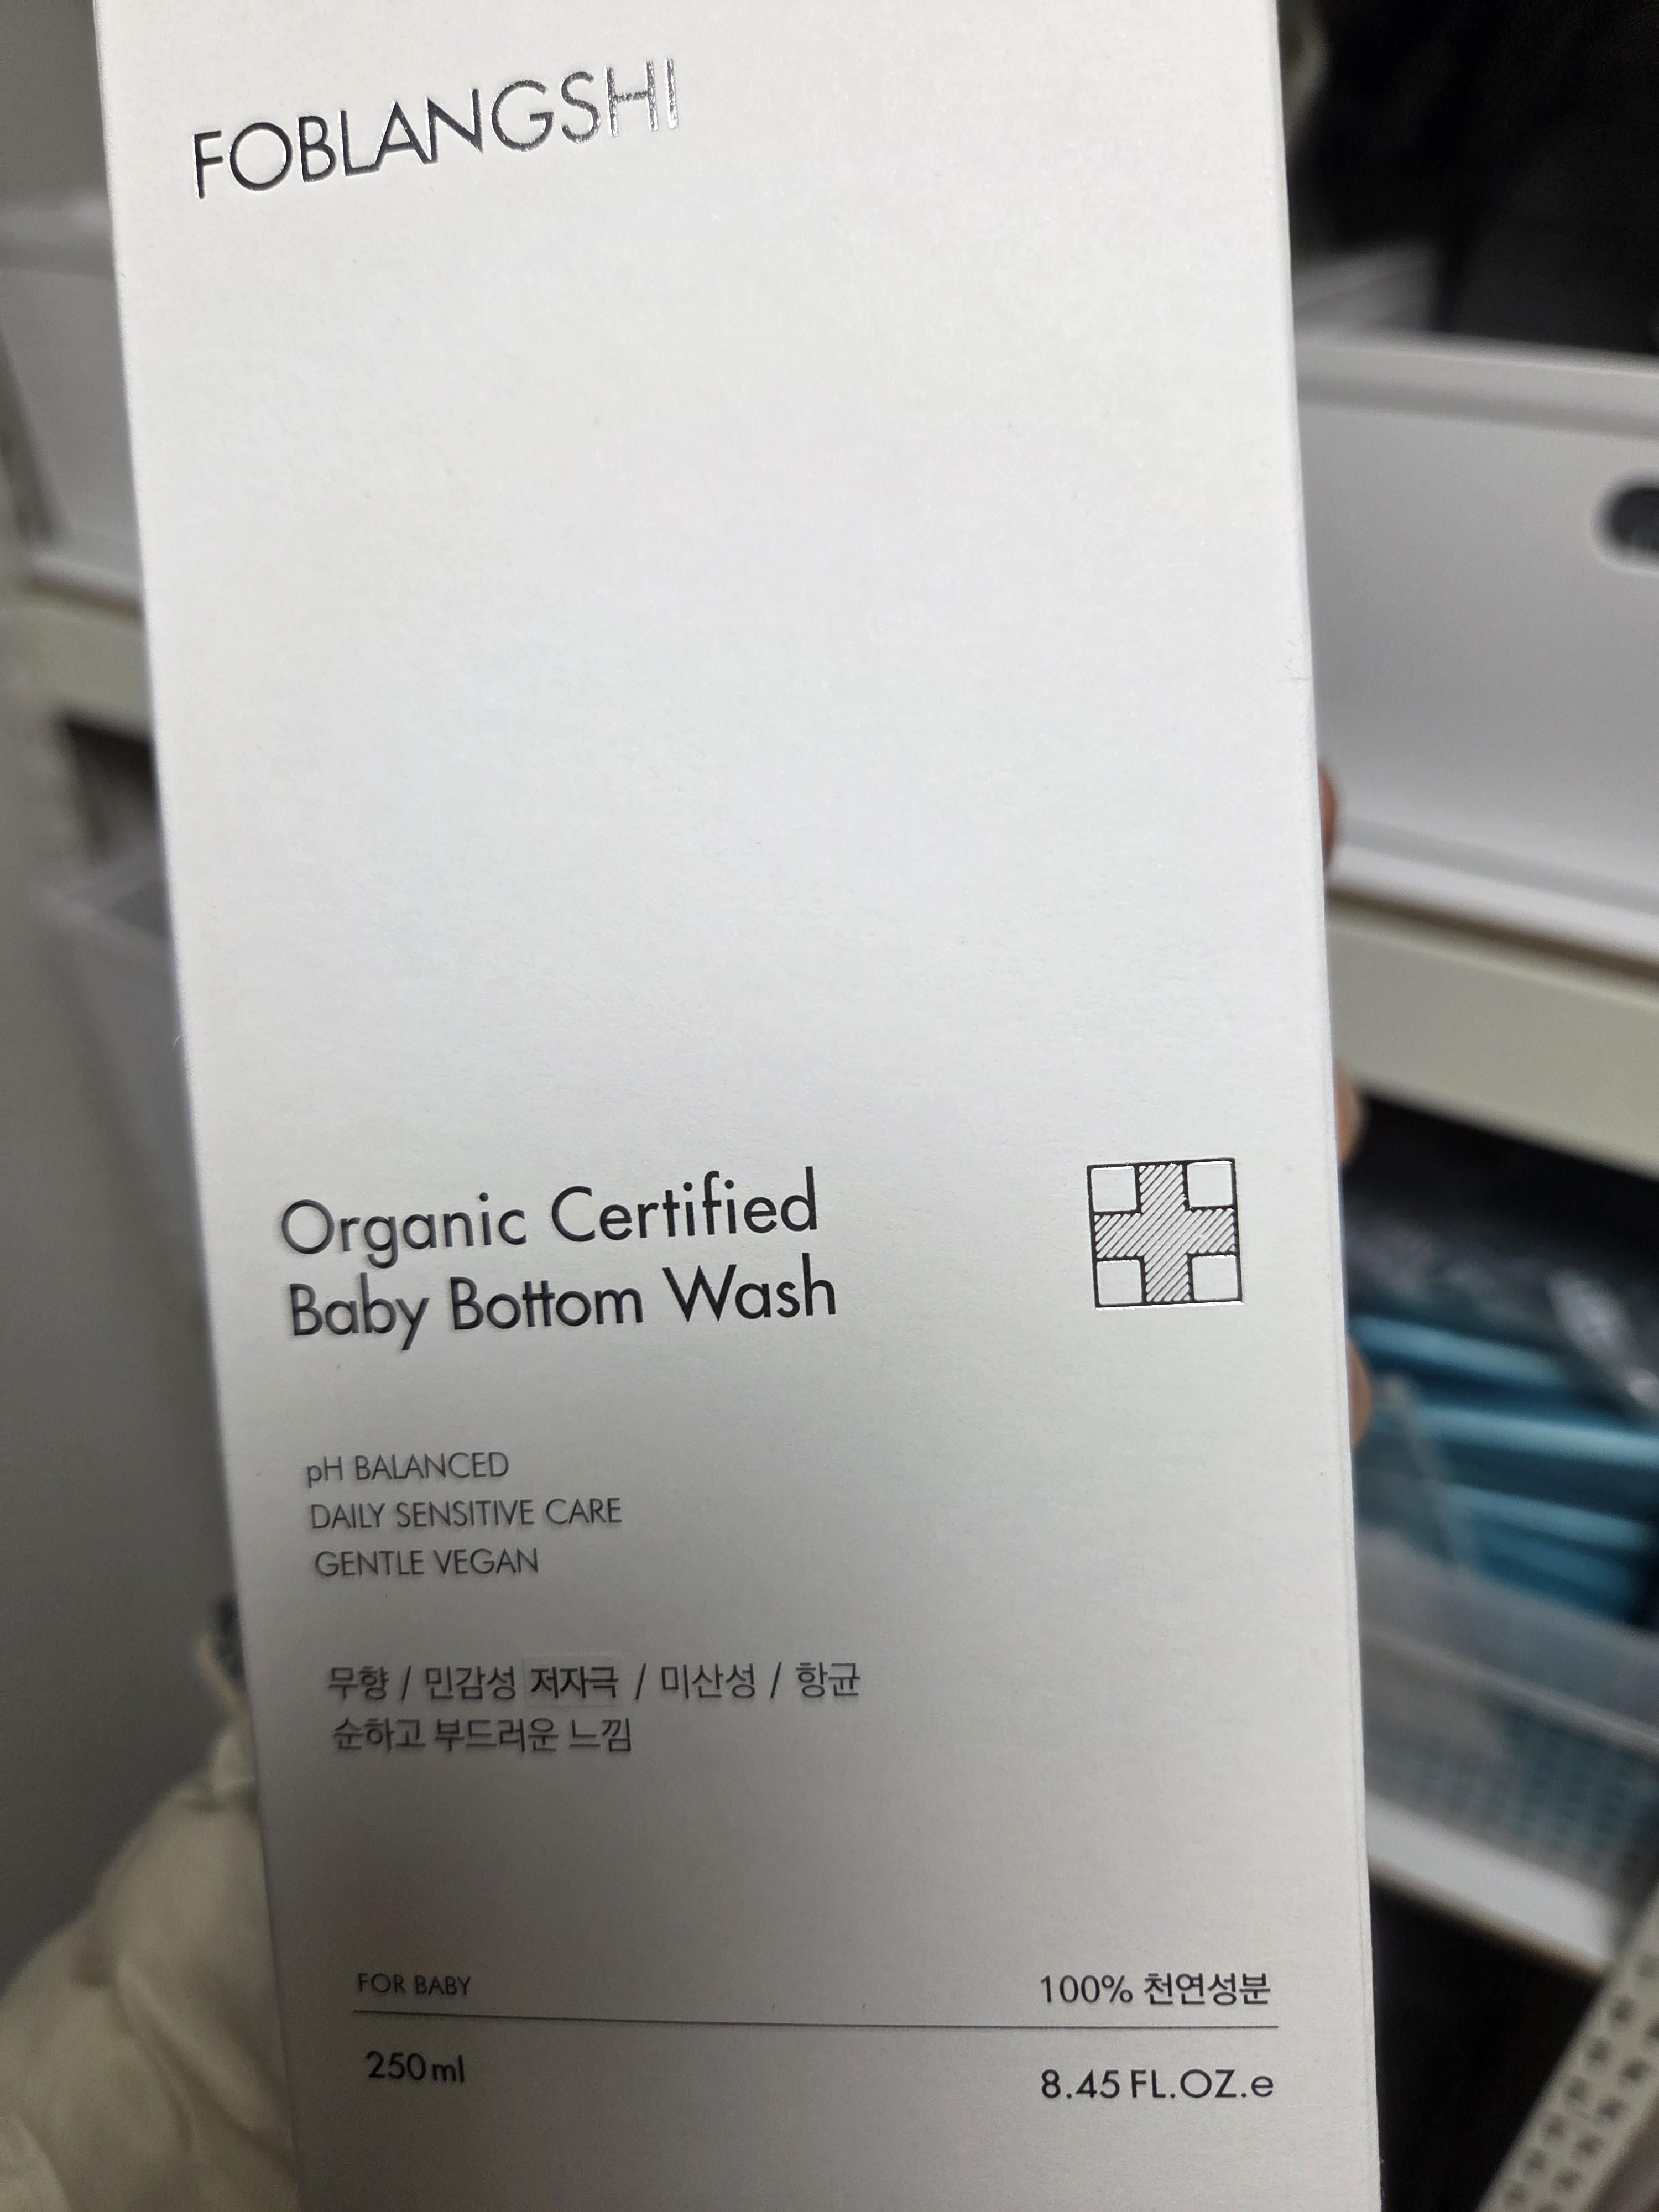 FOBLANGSHI
Organic Certified
Baby Bottom Wash
pH BALANCED
DAILY SENSITIVE CARE
GENTLE VEGAN
무향 / 민감성 저자극 / 미산성 / 항균
순하고 부드러운 느낌
FOR BABY
100% 천연성분
250ml
8.45 FL.OZ.e